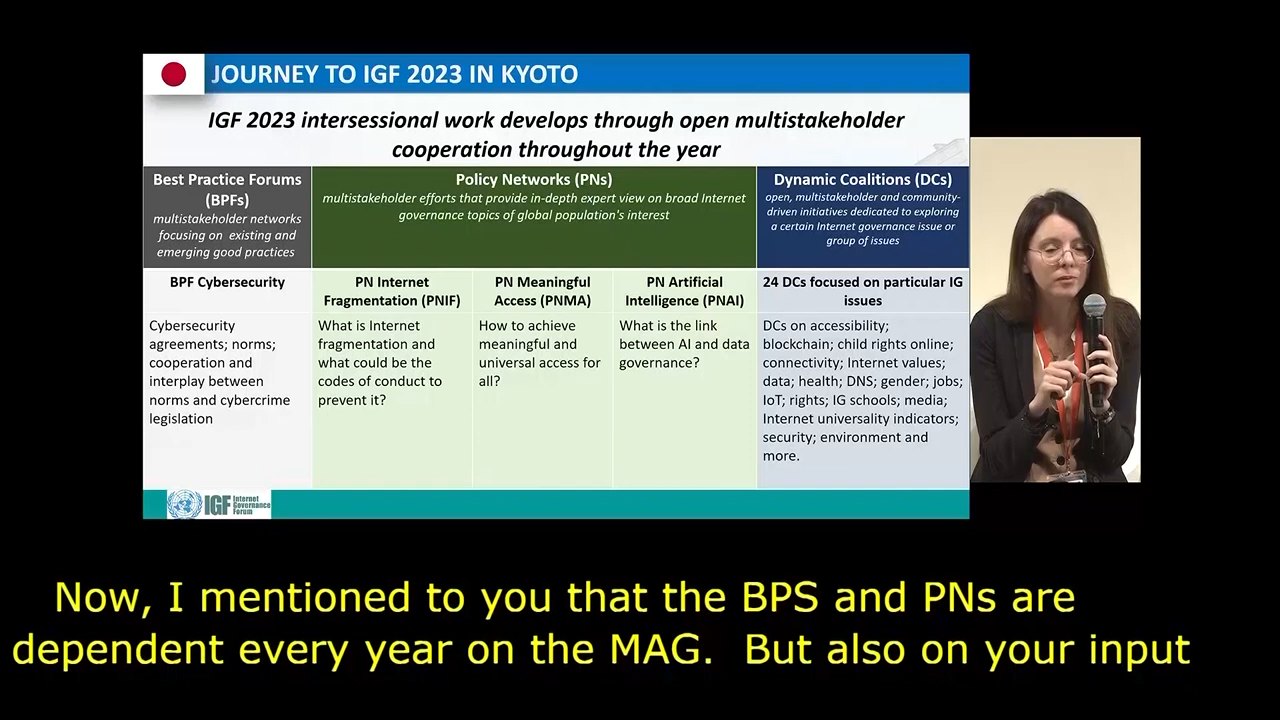 JOURNEY TO IGF 2023 IN KYOTO
IGF 2023 intersessional work develops through open multistakeholder
cooperation throughout the year
Best Practice Forums
(BPFs)
multistakeholder networks
focusing on existing and
emerging good practices
Policy Networks (PNs)
multistakeholder efforts that provide in-depth expert view on broad Internet
governance topics of global population's interest
Dynamic Coalitions (DCs)
open, multistakeholder and community-
driven initiatives dedicated to exploring
a certain Internet governance issue or
group of issues
BPF Cybersecurity
PN Internet
Fragmentation (PNIF)
PN Meaningful
Access (PNMA)
PN Artificial
Intelligence (PNAI)
24 DCs focused on particular IG
issues
Cybersecurity
agreements; norms;
cooperation and
interplay between
norms and cybercrime
legislation
What is Internet
fragmentation and
what could be the
codes of conduct to
prevent it?
How to achieve
meaningful and
universal access for
all?
What is the link
between AI and data
governance?
DCs on accessibility;
blockchain; child rights online;
connectivity; Internet values;
data; health; DNS; gender; jobs;
IoT; rights; IG schools; media;
Internet universality indicators;
security; environment and
more.
IGF
Internet
Governance
Forum
Now, I mentioned to you that the BPS and PNs are
dependent every year on the MAG.  But also on your input